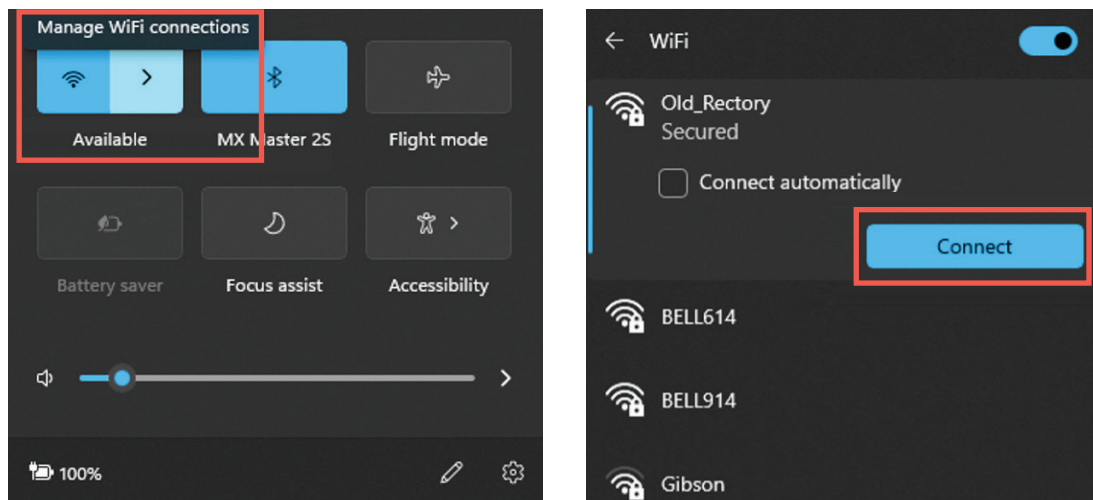 Manage WiFi connections
Available
MX Master 2S
Flight mode
Battery saver
Focus assist
Accessibility
100%
WiFi
Old_Rectory
Secured
Connect automatically
Connect
BELL614
BELL914
Gibson